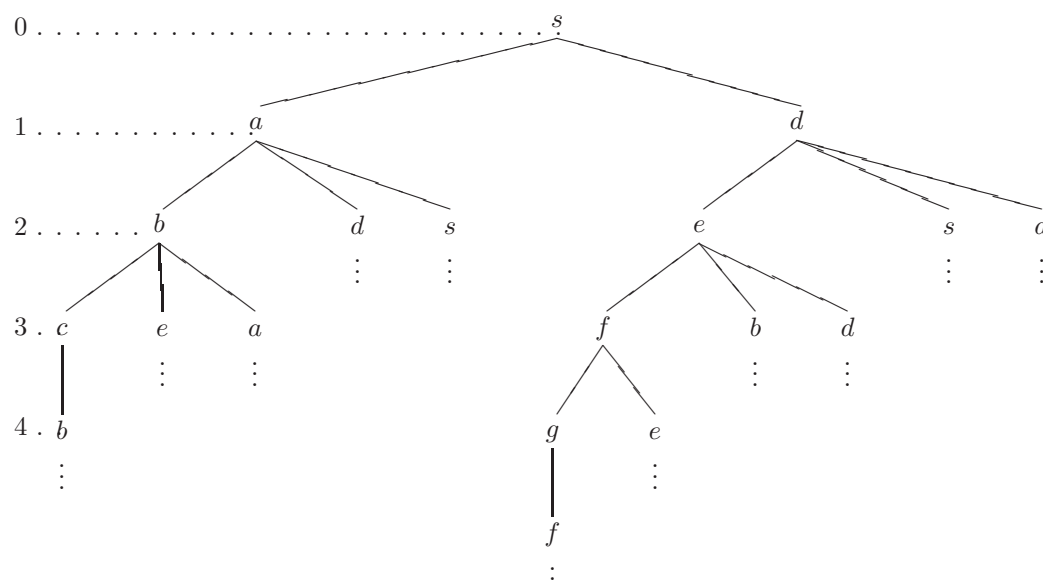 0 . . . . . . . . . . . . . . . . . . . . . . . . . . . . s
1 . . . . . . . . . . . . a d
2 . . . . . . b d s e s
3 . c e a f b d
4 . b g e
f